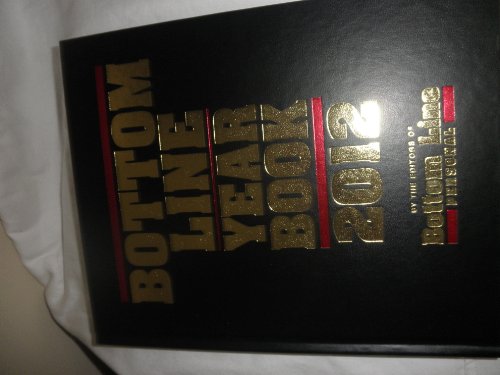 BOTTOM
LINE
YEAR
BOOK
2012
BY THE EDITORS OF
Bottom Line
PERSONAL